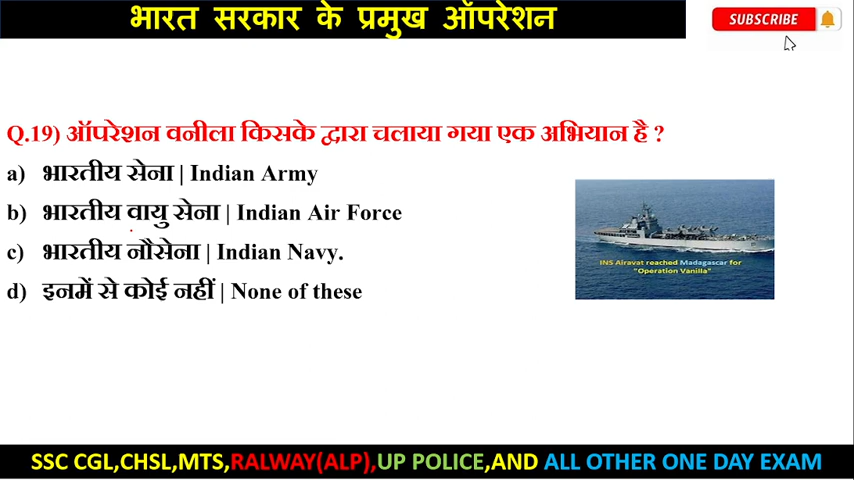 भारत सरकार के प्रमुख ऑपरेशन
SUBSCRIBE
Q.19) ऑपरेशन वनीला किसके द्वारा चलाया गया एक अभियान है ?
a) भारतीय सेना | Indian Army
b) भारतीय वायु सेना | Indian Air Force
c) भारतीय नौसेना | Indian Navy.
d) इनमें से कोई नहीं | None of these
INS Airavat reached Madagascar for
"Operation Vanilla"
SSC CGL,CHSL,MTS,RALWAY(ALP),UP POLICE,AND ALL OTHER ONE DAY EXAM